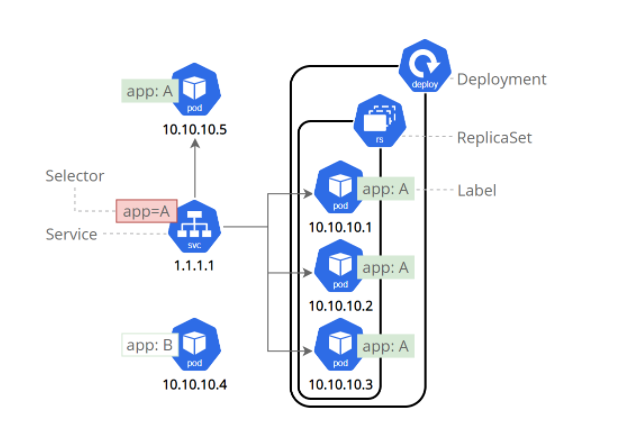 deploy
Deployment
app: A
pod
10.10.10.5
rs
ReplicaSet
Selector
app=A
Service
svc
1.1.1.1
app: A
Label
pod
10.10.10.1
app: A
pod
10.10.10.2
app: B
pod
10.10.10.4
app: A
pod
10.10.10.3